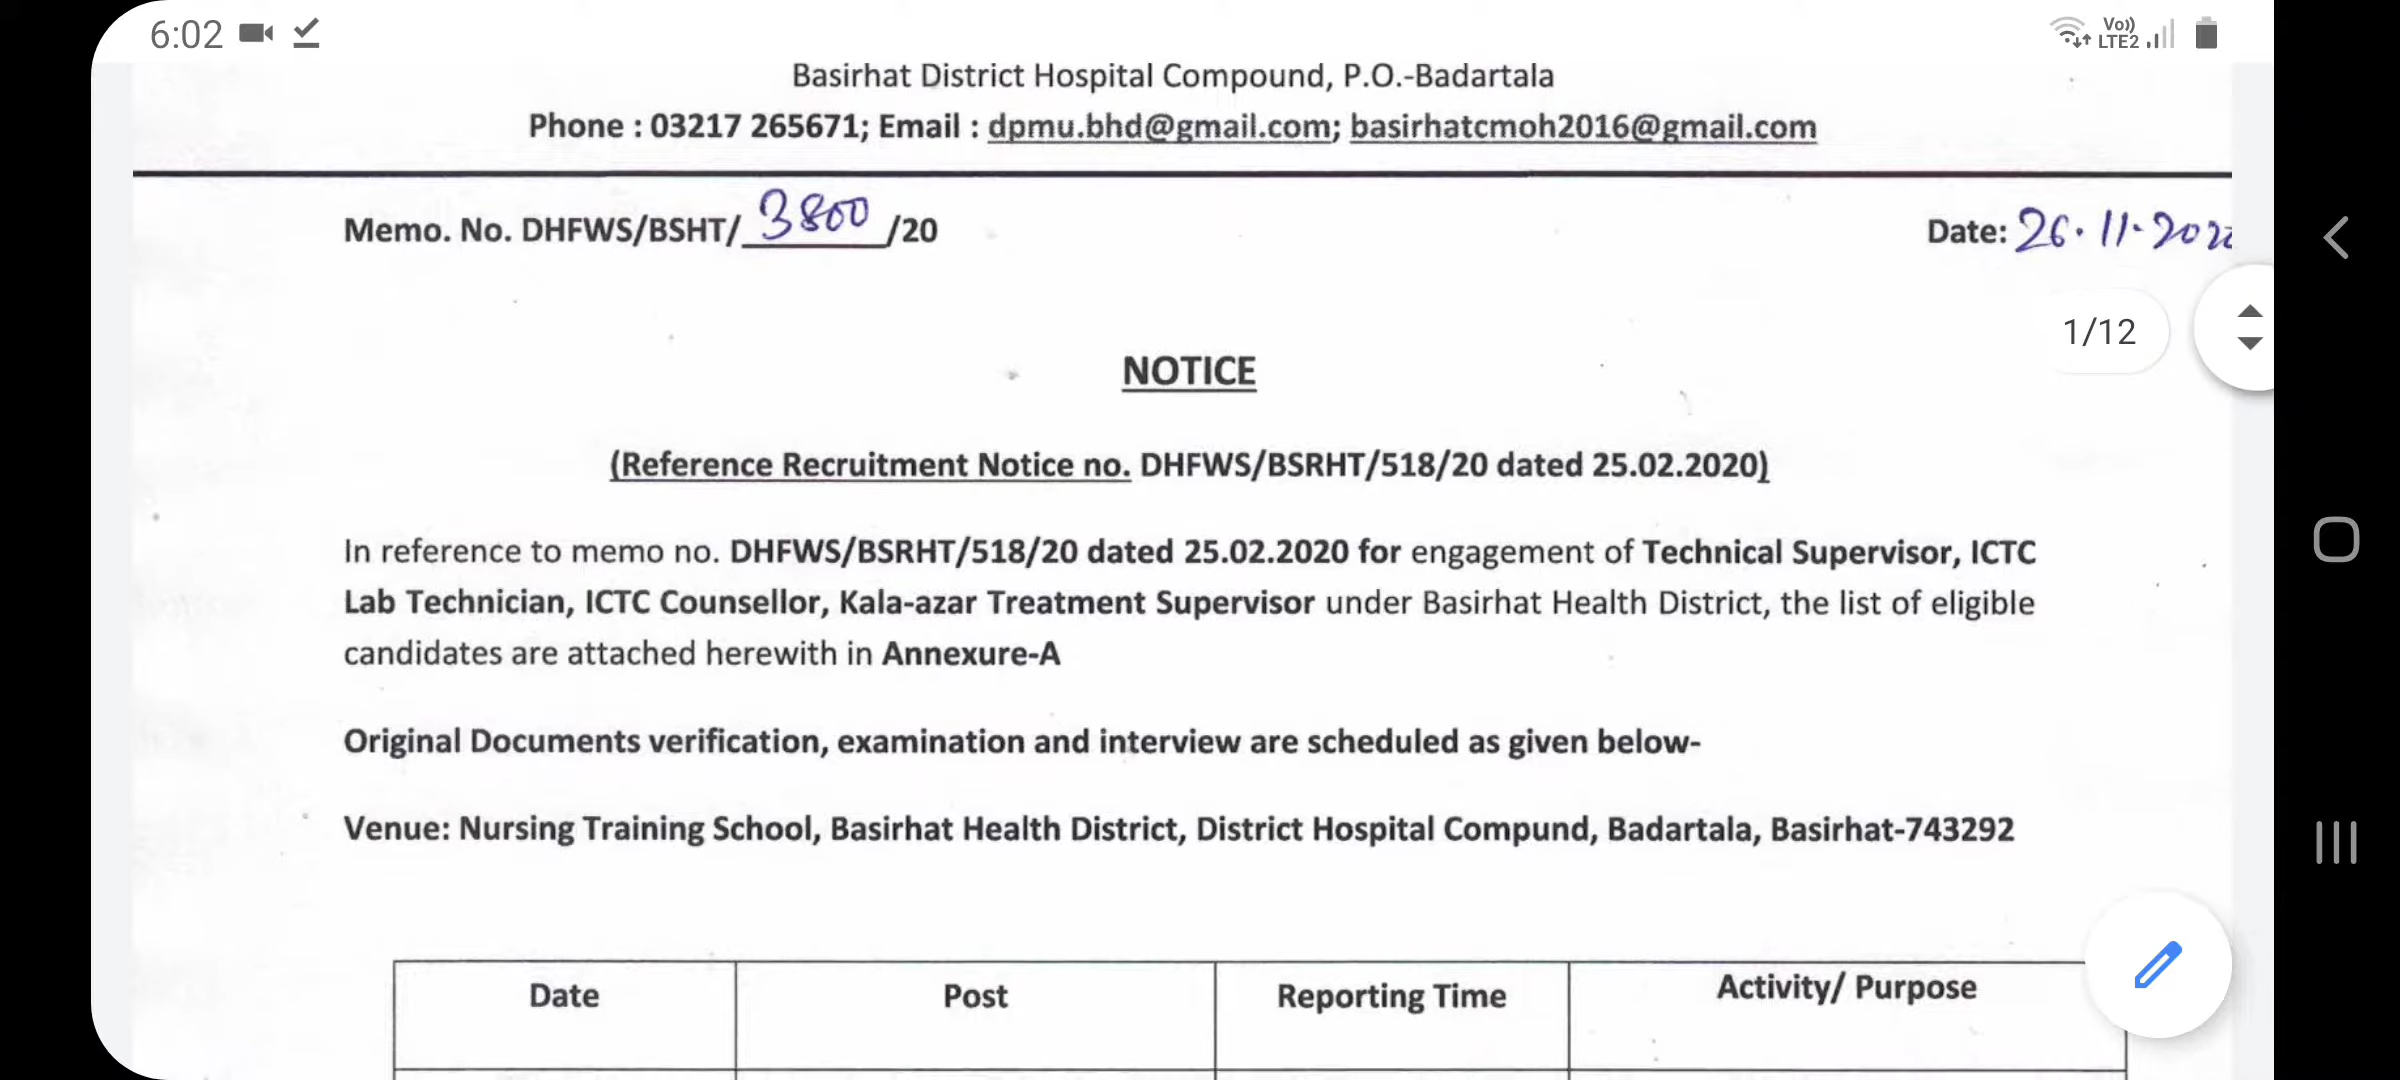 6:02
Vo)) LTE2
Basirhat District Hospital Compound, P.O.-Badartala
Phone : 03217 265671; Email : dpmu.bhd@gmail.com; basirhatcmoh2016@gmail.com
Memo. No. DHFWS/BSHT/ 3800 /20
Date: 26.11.202
1/12
NOTICE
(Reference Recruitment Notice no. DHFWS/BSRHT/518/20 dated 25.02.2020)
In reference to memo no. DHFWS/BSRHT/518/20 dated 25.02.2020 for engagement of Technical Supervisor, ICTC
Lab Technician, ICTC Counsellor, Kala-azar Treatment Supervisor under Basirhat Health District, the list of eligible
candidates are attached herewith in Annexure-A
Original Documents verification, examination and interview are scheduled as given below-
Venue: Nursing Training School, Basirhat Health District, District Hospital Compund, Badartala, Basirhat-743292
Date Post Reporting Time Activity/ Purpose